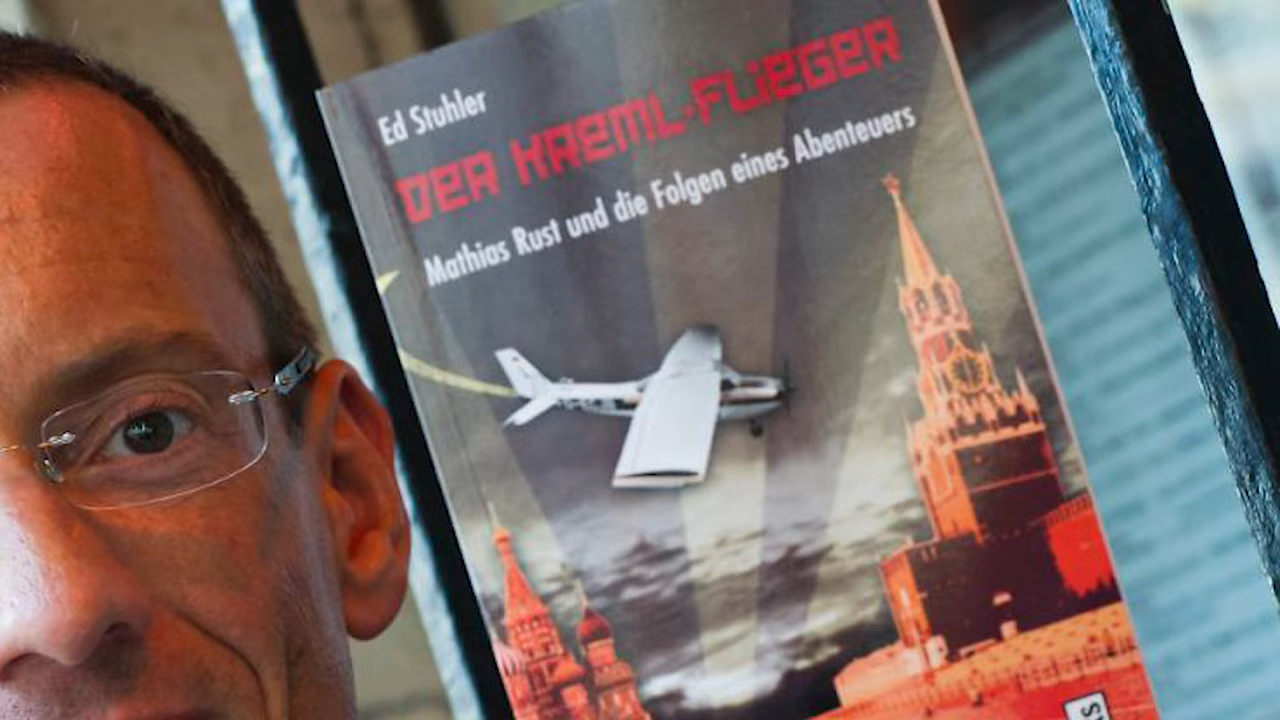 Ed Stuhler
DER KREML-FLiEGER
Mathias Rust und die Folgen eines Abenteuers